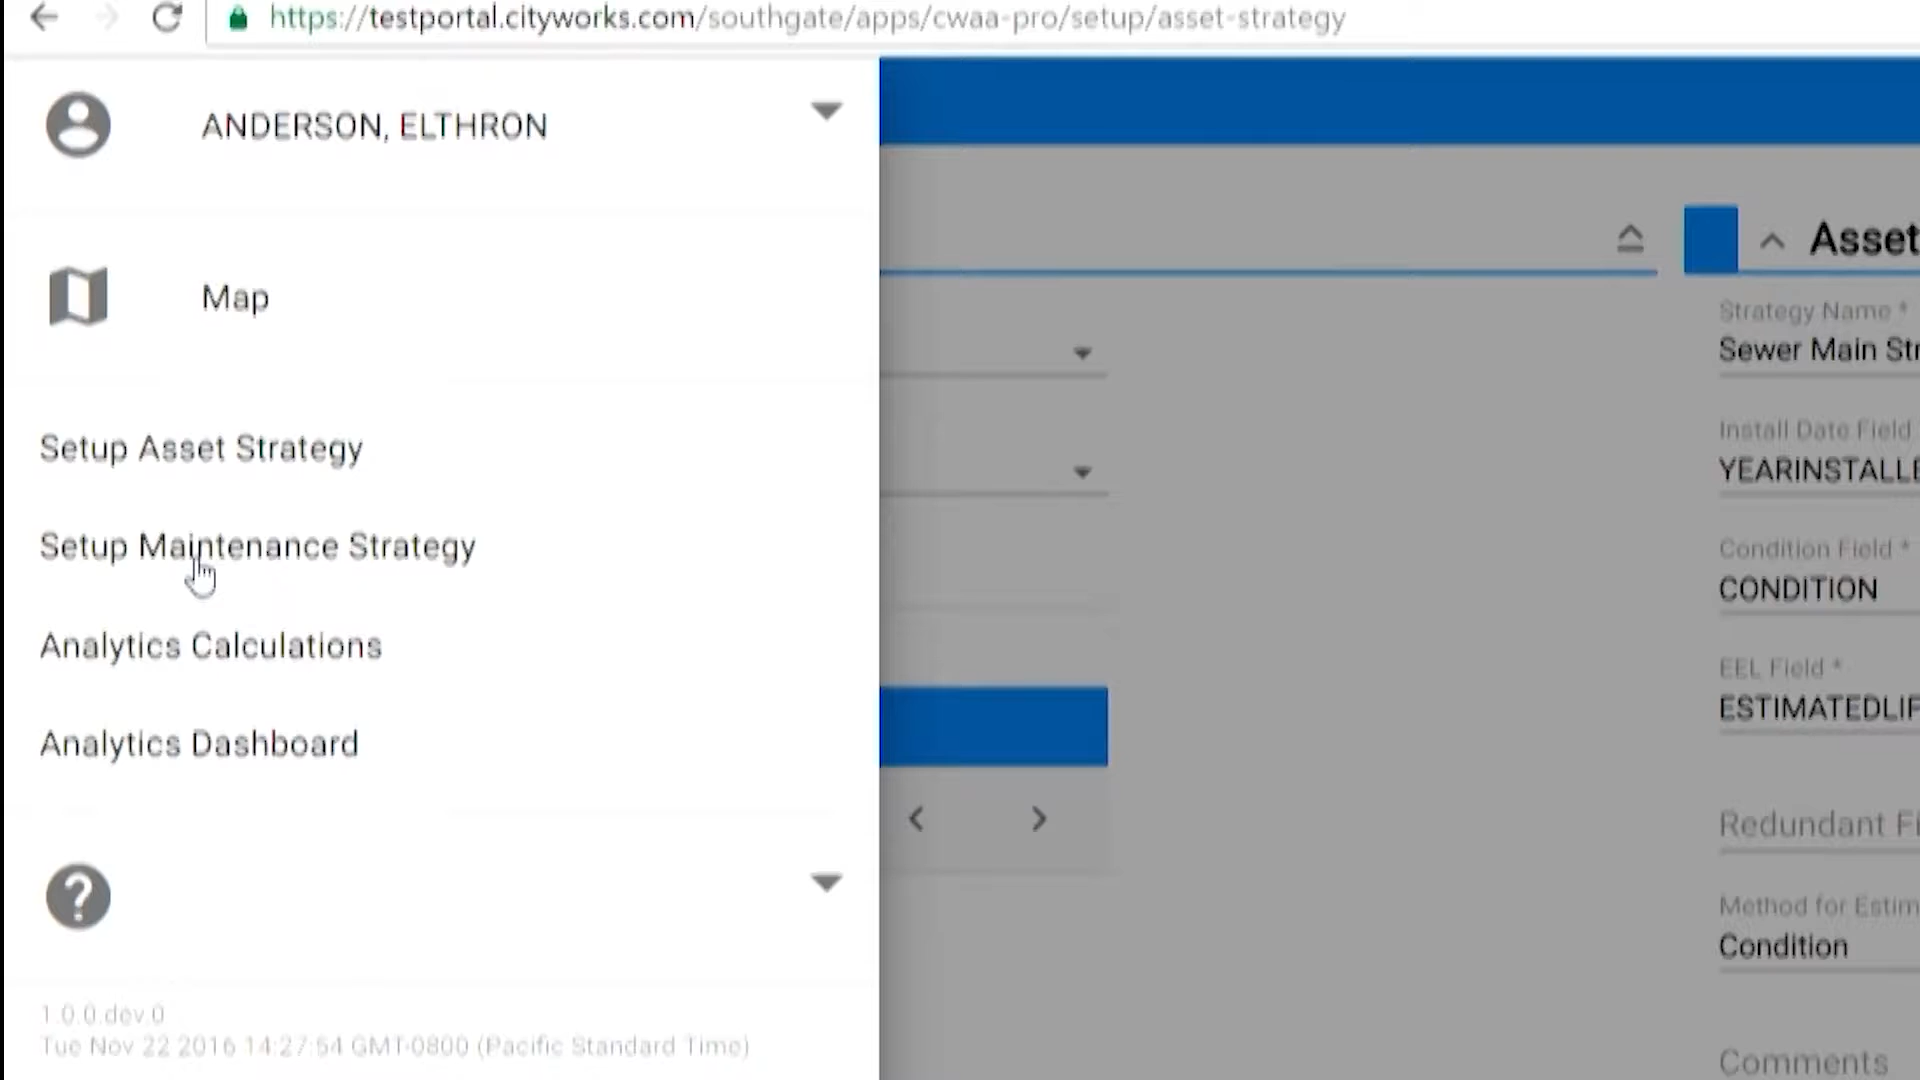 https://testportal.cityworks.com/southgate/apps/cwaa-pro/setup/asset-strategy
ANDERSON, ELTHRON
Map
Setup Asset Strategy
Setup Maintenance Strategy
Analytics Calculations
Analytics Dashboard
1.0.0.dev.0
Tue Nov 22 2016 14:27:54 GMT-0800 (Pacific Standard Time)
Asset
Strategy Name *
Sewer Main Str
Install Date Field
YEARINSTALLE
Condition Field *
CONDITION
EEL Field *
ESTIMATEDLIF
Redundant Fi
Method for Estim
Condition
Comments